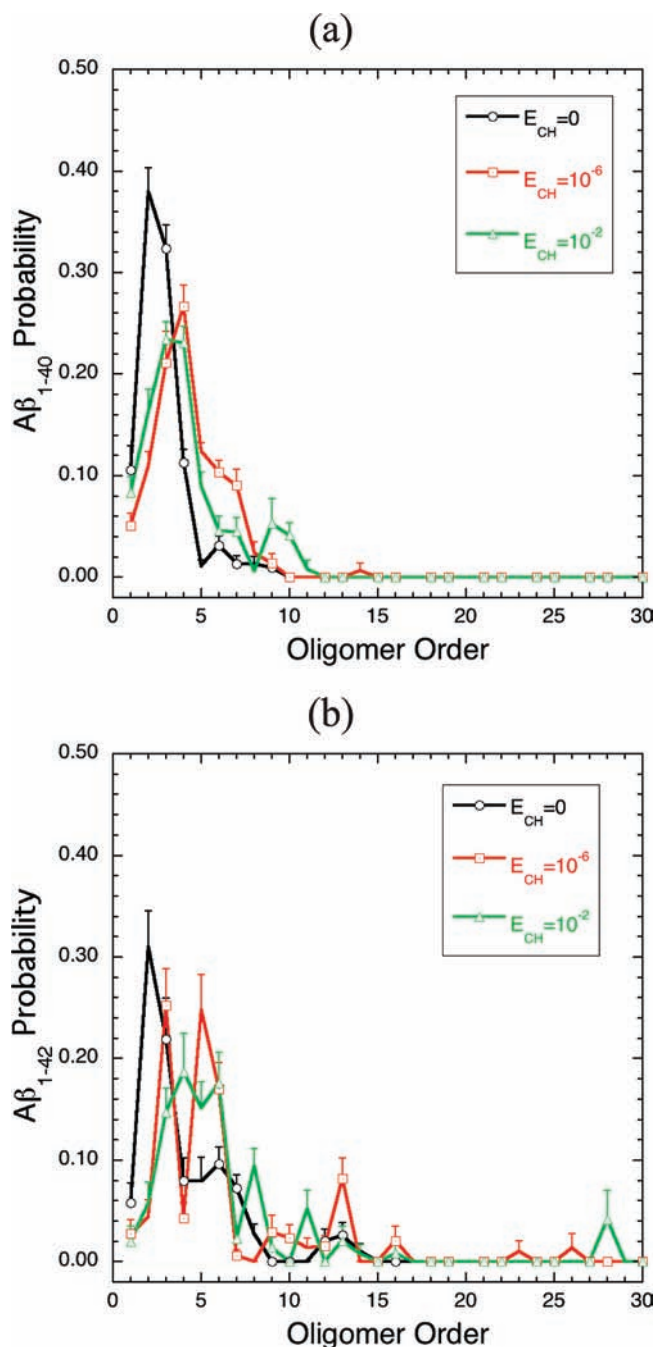 (a)
0.50
0.40
0.30
0.20
0.10
0.00
Aβ1-40 Probability
E_CH=0
E_CH=10^-6
E_CH=10^-2
0 5 10 15 20 25 30
Oligomer Order
(b)
0.50
0.40
0.30
0.20
0.10
0.00
Aβ1-42 Probability
E_CH=0
E_CH=10^-6
E_CH=10^-2
0 5 10 15 20 25 30
Oligomer Order